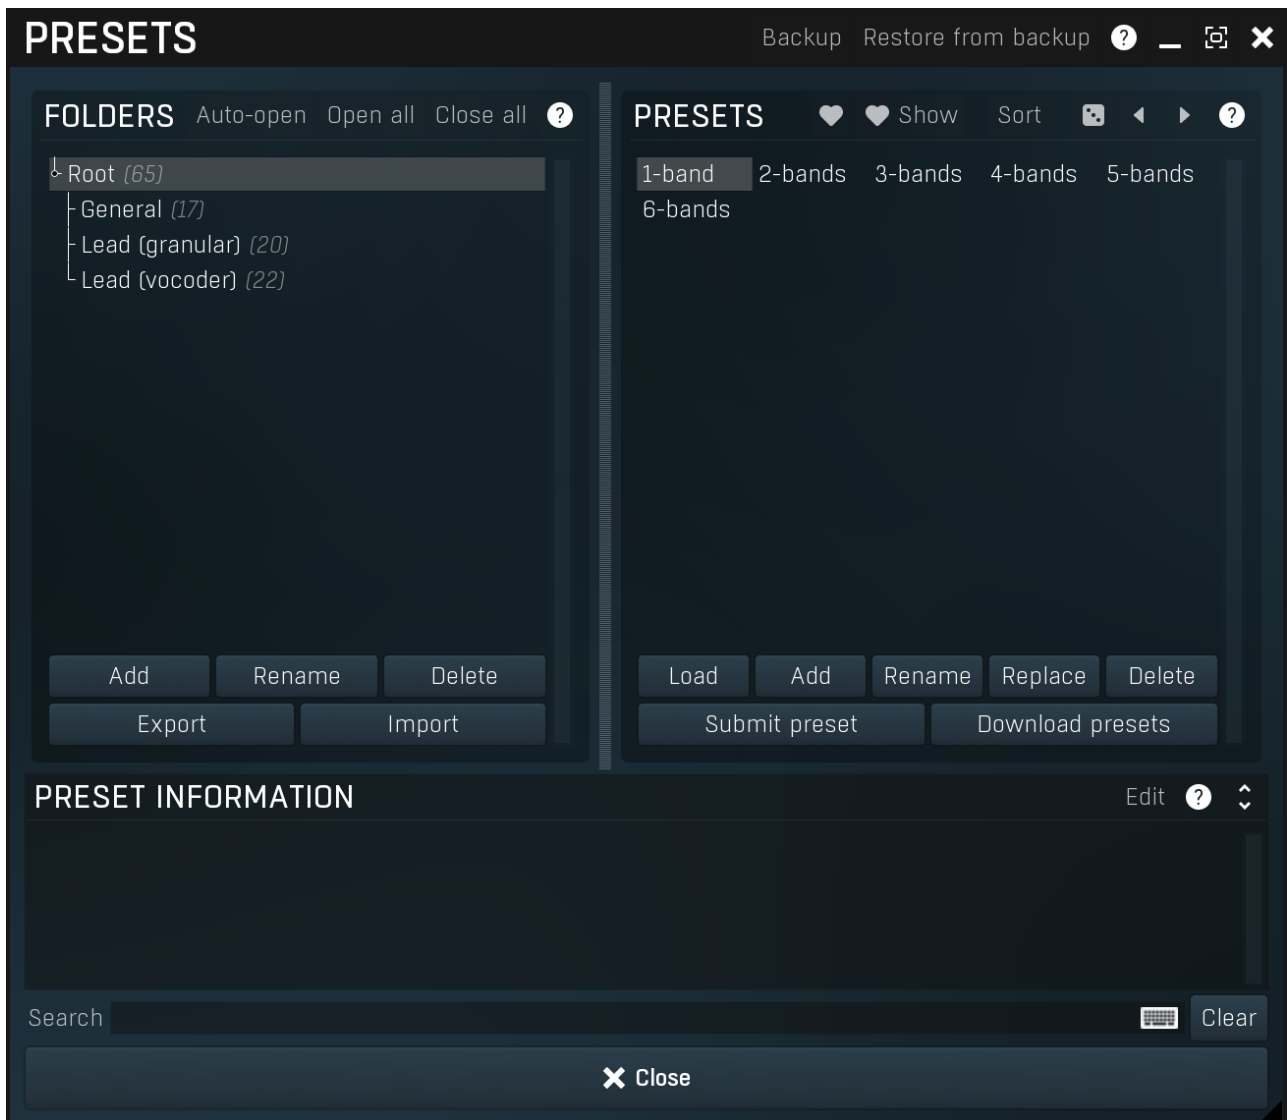 PRESETS Backup Restore from backup ?
FOLDERS Auto-open Open all Close all ?
Root (65)
General (17)
Lead (granular) (20)
Lead (vocoder) (22)
Add Rename Delete
Export Import
PRESETS Show Sort ?
1-band 2-bands 3-bands 4-bands 5-bands
6-bands
Load Add Rename Replace Delete
Submit preset Download presets
PRESET INFORMATION Edit ?
Search Clear
Close